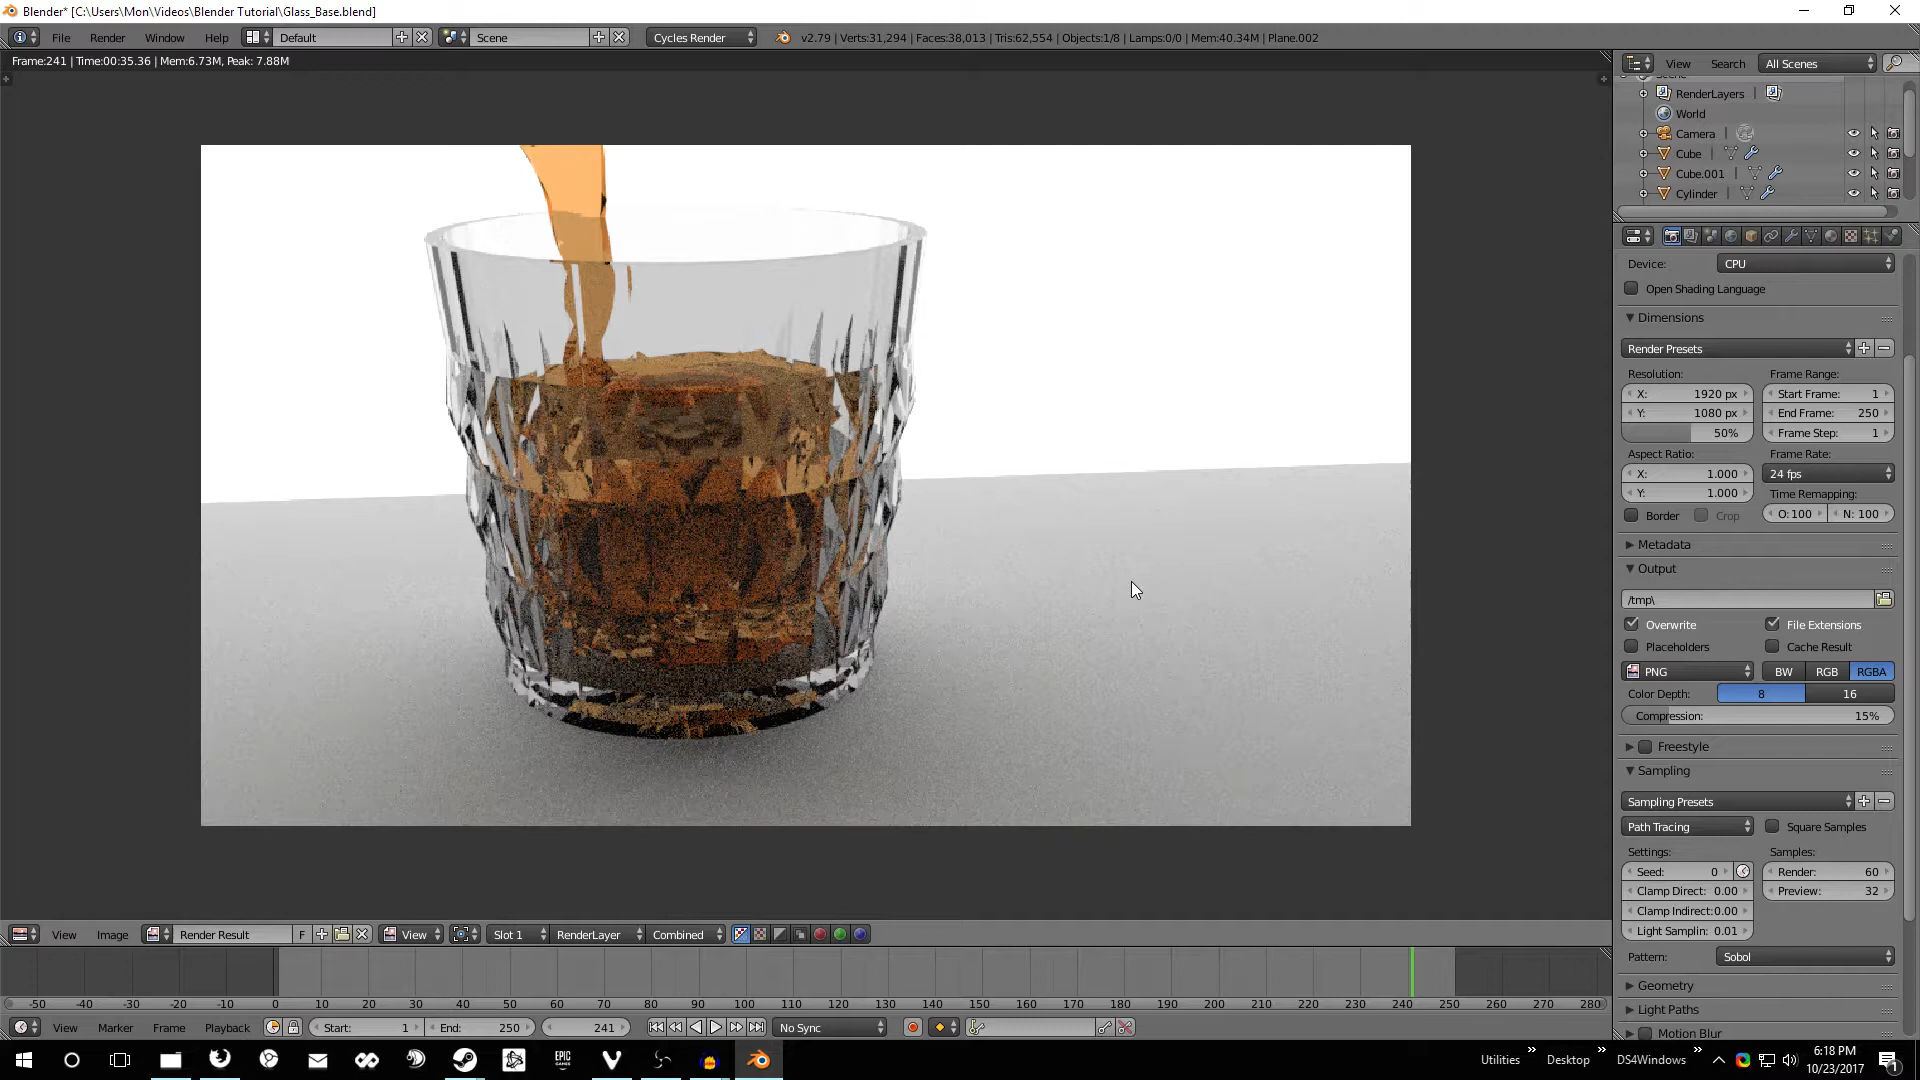 Blender* [C:\Users\Mon\Videos\Blender Tutorial\Glass_Base.blend]
File Render Window Help Default Scene Cycles Render v2.79 | Verts:31,294 | Faces:38,013 | Tris:62,554 | Objects:1/8 | Lamps:0/0 | Mem:40.34M | Plane.002
Frame:241 | Time:00:35.36 | Mem:6.73M, Peak: 7.88M
View Search All Scenes
RenderLayers
World
Camera
Cube
Cube.001
Cylinder
Device: CPU
Open Shading Language
Dimensions
Render Presets
Resolution: Frame Range:
X: 1920 px Start Frame: 1
Y: 1080 px End Frame: 250
50% Frame Step: 1
Aspect Ratio: Frame Rate:
X: 1.000 24 fps
Y: 1.000 Time Remapping:
Border Crop O:100 N: 100
Metadata
Output
/tmp\
Overwrite File Extensions
Placeholders Cache Result
PNG BW RGB RGBA
Color Depth: 8 16
Compression: 15%
Freestyle
Sampling
Sampling Presets
Path Tracing Square Samples
Settings: Samples:
Seed: 0 Render: 60
Clamp Direct: 0.00 Preview: 32
Clamp Indirect:0.00
Light Samplin: 0.01
Pattern: Sobol
Geometry
Light Paths
Motion Blur
View Image Render Result F View Slot 1 RenderLayer Combined
-50 -40 -30 -20 -10 0 10 20 30 40 50 60 70 80 90 100 110 120 130 140 150 160 170 180 190 200 210 220 230 240 250 260 270 280
View Marker Frame Playback Start: 1 End: 250 241 No Sync
EPIC GAMES Utilities Desktop DS4Windows 6:18 PM
10/23/2017 1